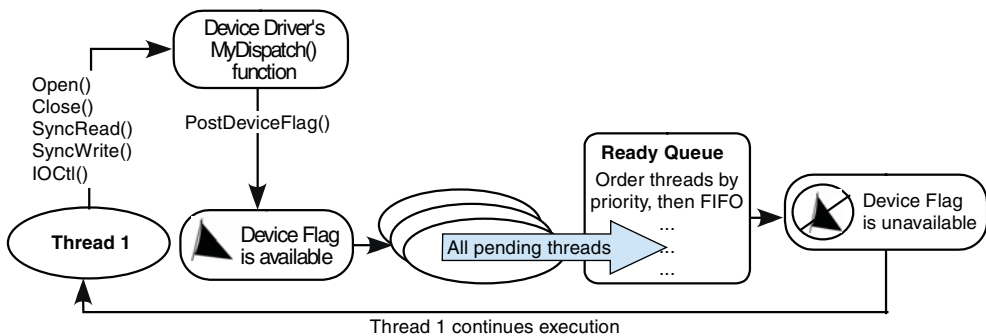 Device Driver's
MyDispatch()
function
Open()
Close()
SyncRead()
SyncWrite()
IOCtl()
PostDeviceFlag()
Thread 1
Device Flag
is available
All pending threads
Ready Queue
Order threads by
priority, then FIFO
...
...
...
Device Flag
is unavailable
Thread 1 continues execution